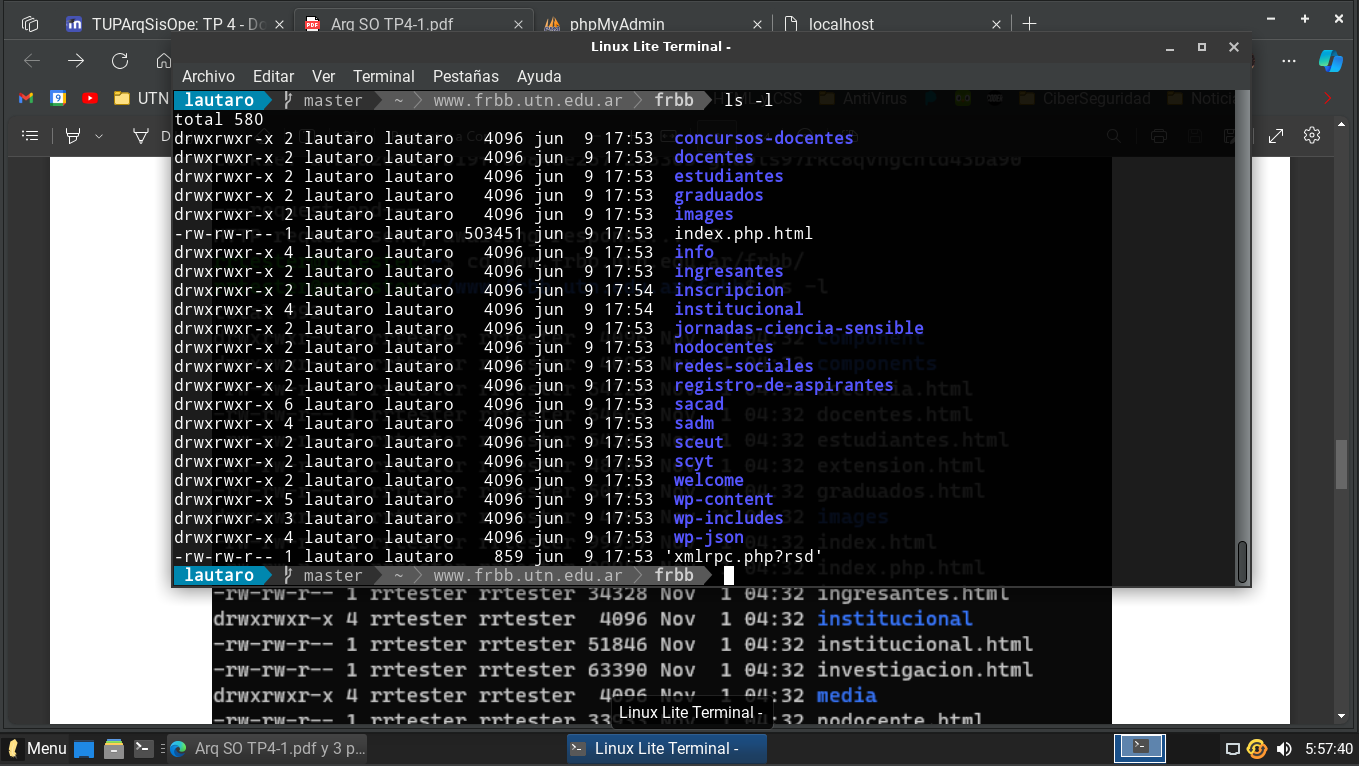 TUPArqSisOpe: TP 4 - Do
Arq SO TP4-1.pdf
phpMyAdmin
localhost
Linux Lite Terminal -
Archivo Editar Ver Terminal Pestañas Ayuda
UTN
CSS AntiVirus CiberSeguridad Notici
lautaro master ~ www.frbb.utn.edu.ar frbb ls -l
total 580
drwxrwxr-x 2 lautaro lautaro 4096 jun 9 17:53 concursos-docentes
drwxrwxr-x 2 lautaro lautaro 4096 jun 9 17:53 docentes
drwxrwxr-x 2 lautaro lautaro 4096 jun 9 17:53 estudiantes
drwxrwxr-x 2 lautaro lautaro 4096 jun 9 17:53 graduados
drwxrwxr-x 2 lautaro lautaro 4096 jun 9 17:53 images
-rw-rw-r-- 1 lautaro lautaro 503451 jun 9 17:53 index.php.html
drwxrwxr-x 4 lautaro lautaro 4096 jun 9 17:53 info
drwxrwxr-x 2 lautaro lautaro 4096 jun 9 17:53 ingresantes
drwxrwxr-x 2 lautaro lautaro 4096 jun 9 17:54 inscripcion
drwxrwxr-x 4 lautaro lautaro 4096 jun 9 17:54 institucional
drwxrwxr-x 2 lautaro lautaro 4096 jun 9 17:53 jornadas-ciencia-sensible
drwxrwxr-x 2 lautaro lautaro 4096 jun 9 17:53 nodocentes
drwxrwxr-x 2 lautaro lautaro 4096 jun 9 17:53 redes-sociales
drwxrwxr-x 2 lautaro lautaro 4096 jun 9 17:53 registro-de-aspirantes
drwxrwxr-x 6 lautaro lautaro 4096 jun 9 17:53 sacad
drwxrwxr-x 4 lautaro lautaro 4096 jun 9 17:53 sadm
drwxrwxr-x 2 lautaro lautaro 4096 jun 9 17:53 sceut
drwxrwxr-x 2 lautaro lautaro 4096 jun 9 17:53 scyt
drwxrwxr-x 2 lautaro lautaro 4096 jun 9 17:53 welcome
drwxrwxr-x 5 lautaro lautaro 4096 jun 9 17:53 wp-content
drwxrwxr-x 3 lautaro lautaro 4096 jun 9 17:53 wp-includes
drwxrwxr-x 4 lautaro lautaro 4096 jun 9 17:53 wp-json
-rw-rw-r-- 1 lautaro lautaro 859 jun 9 17:53 'xmlrpc.php?rsd'
lautaro master ~ www.frbb.utn.edu.ar frbb
-rw-rw-r-- 1 rrtester rrtester 34328 Nov 1 04:32 ingresantes.html
drwxrwxr-x 4 rrtester rrtester 4096 Nov 1 04:32 institucional
-rw-rw-r-- 1 rrtester rrtester 51846 Nov 1 04:32 institucional.html
-rw-rw-r-- 1 rrtester rrtester 63390 Nov 1 04:32 investigacion.html
drwxrwxr-x 4 rrtester rrtester 4096 Nov 1 04:32 media
-rw-rw-r-- 1 rrtester rrtester Nov 1 04:32 nodocente.html
Linux Lite Terminal -
Menu
Arq SO TP4-1.pdf y 3 p...
Linux Lite Terminal -
5:57:40